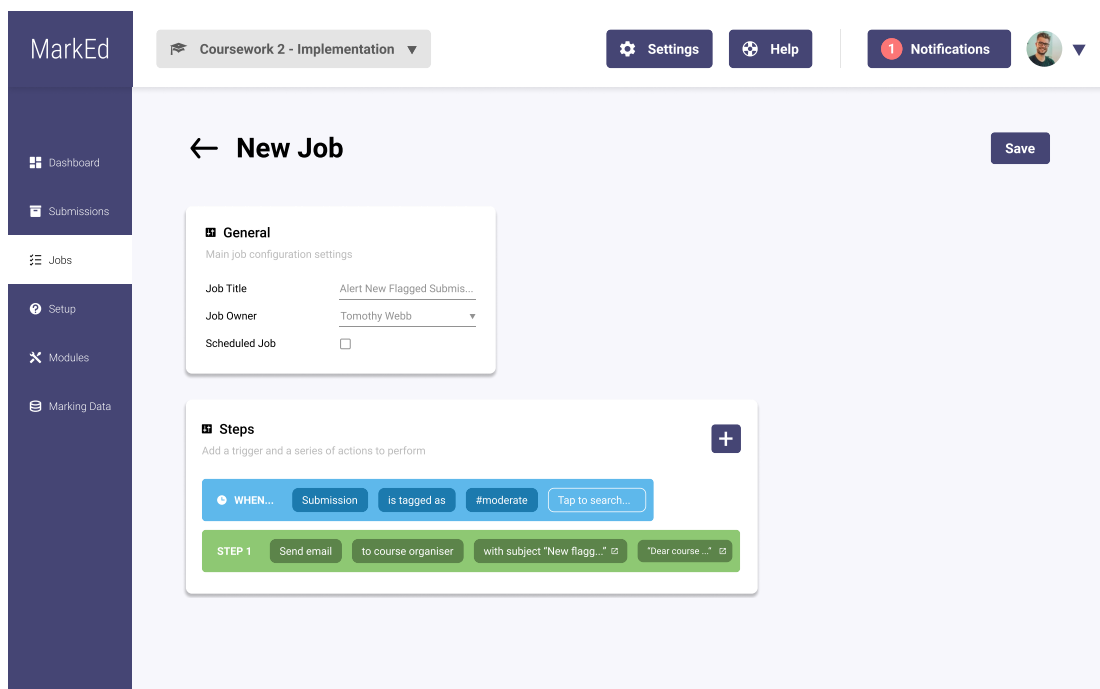 MarkEd
Coursework 2 - Implementation
Settings
Help
1 Notifications
Dashboard
Submissions
Jobs
Setup
Modules
Marking Data
New Job
Save
General
Main job configuration settings
Job Title Alert New Flagged Submis...
Job Owner Tomothy Webb
Scheduled Job
Steps
Add a trigger and a series of actions to perform
WHEN... Submission is tagged as #moderate Tap to search...
STEP 1 Send email to course organiser with subject "New flagg..." "Dear course ..."